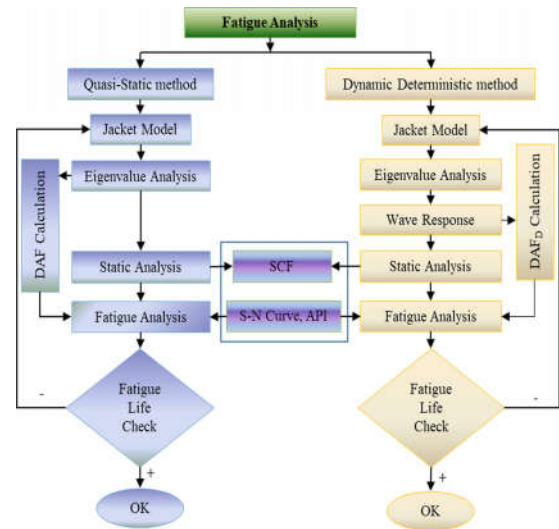 Fatigue Analysis
Quasi-Static method
Dynamic Deterministic method
Jacket Model
Jacket Model
Eigenvalue Analysis
Eigenvalue Analysis
DAF Calculation
Wave Response
DAF_D Calculation
Static Analysis
SCF
Static Analysis
Fatigue Analysis
S-N Curve, API
Fatigue Analysis
-
Fatigue
Life
Check
Fatigue
Life
Check
-
+
+
OK
OK